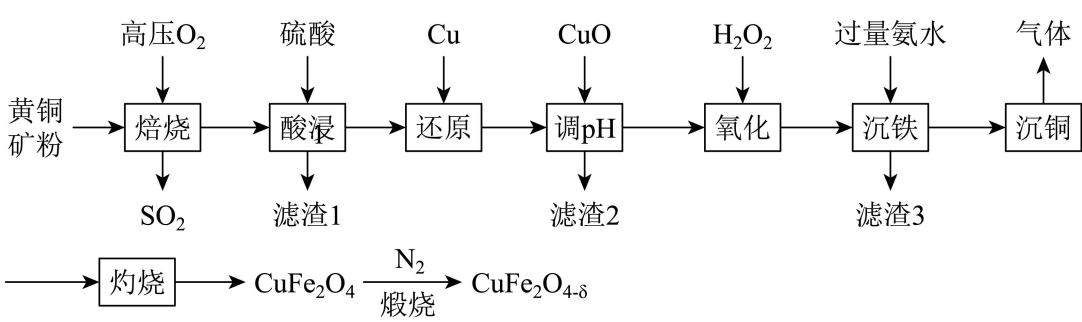 高压O₂ 硫酸 Cu CuO H₂O₂ 过量氨水 气体
黄铜
矿粉
焙烧 酸浸 还原 调pH 氧化 沉铁 沉铜
SO₂ 滤渣1 滤渣2 滤渣3
灼烧 CuFe₂O₄ N₂ CuFe₂O₄₋δ
煅烧